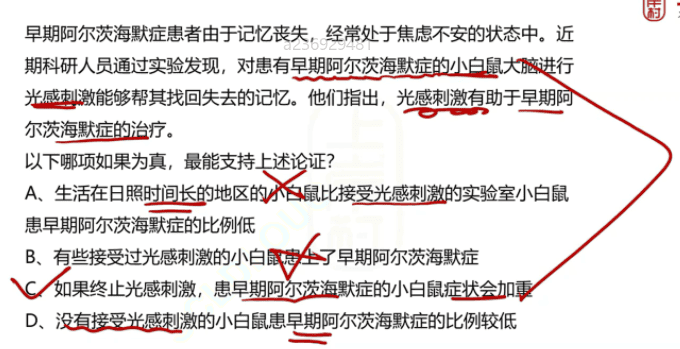 早期阿尔茨海默症患者由于记忆丧失，经常处于焦虑不安的状态中。近
a236929481
期科研人员通过实验发现，对患有早期阿尔茨海默症的小白鼠大脑进行
光感刺激能够帮其找回失去的记忆。他们指出，光感刺激有助于早期阿
尔茨海默症的治疗。
以下哪项如果为真，最能支持上述论证？
A、生活在日照时间长的地区的小白鼠比接受光感刺激的实验室小白鼠
患早期阿尔茨海默症的比例低
B、有些接受过光感刺激的小白鼠患上了早期阿尔茨海默症
C、如果终止光感刺激，患早期阿尔茨海默症的小白鼠症状会加重
D、没有接受光感刺激的小白鼠患早期阿尔茨海默症的比例较低